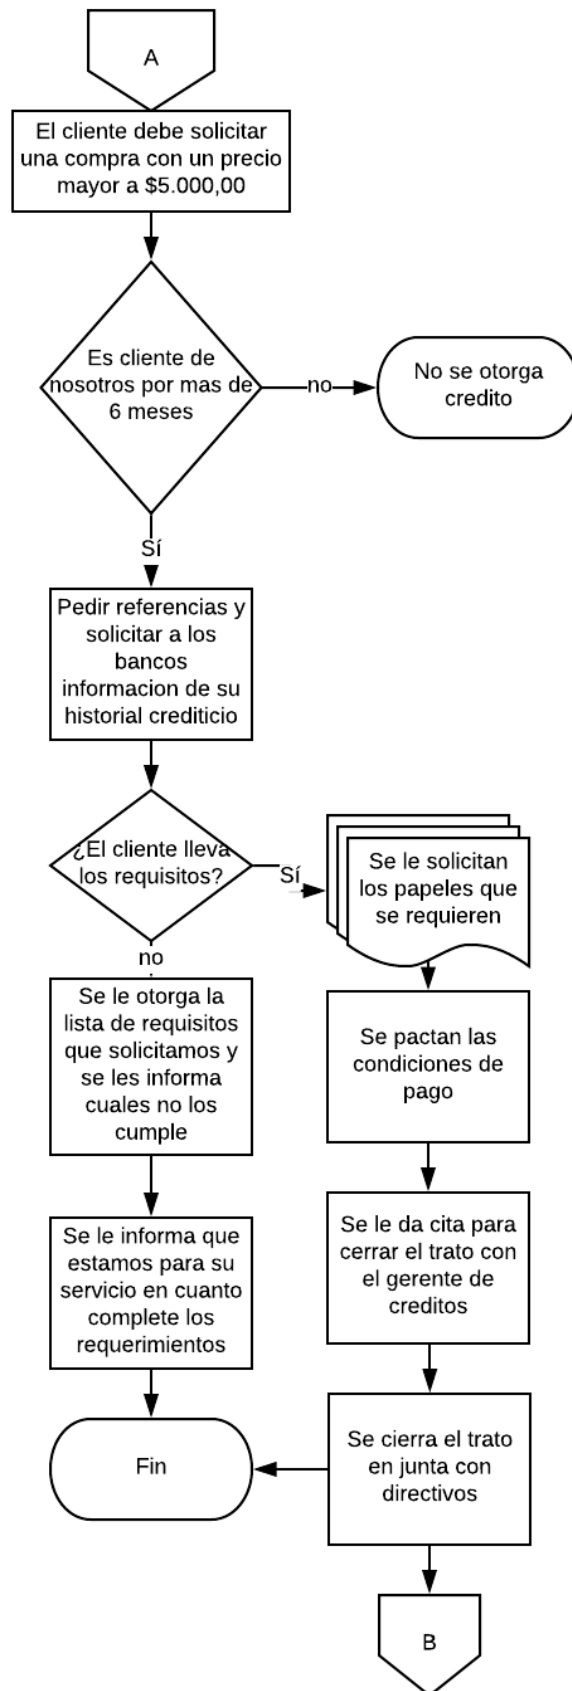 A
El cliente debe solicitar
una compra con un precio
mayor a $5.000,00
Es cliente de
nosotros por mas de
6 meses
no
No se otorga
credito
Sí
Pedir referencias y
solicitar a los
bancos
informacion de su
historial crediticio
¿El cliente lleva
los requisitos?
Sí
Se le solicitan
los papeles que
se requieren
no
Se le otorga la
lista de requisitos
que solicitamos y
se les informa
cuales no los
cumple
Se pactan las
condiciones de
pago
Se le informa que
estamos para su
servicio en cuanto
complete los
requerimientos
Se le da cita para
cerrar el trato con
el gerente de
creditos
Fin
Se cierra el trato
en junta con
directivos
B